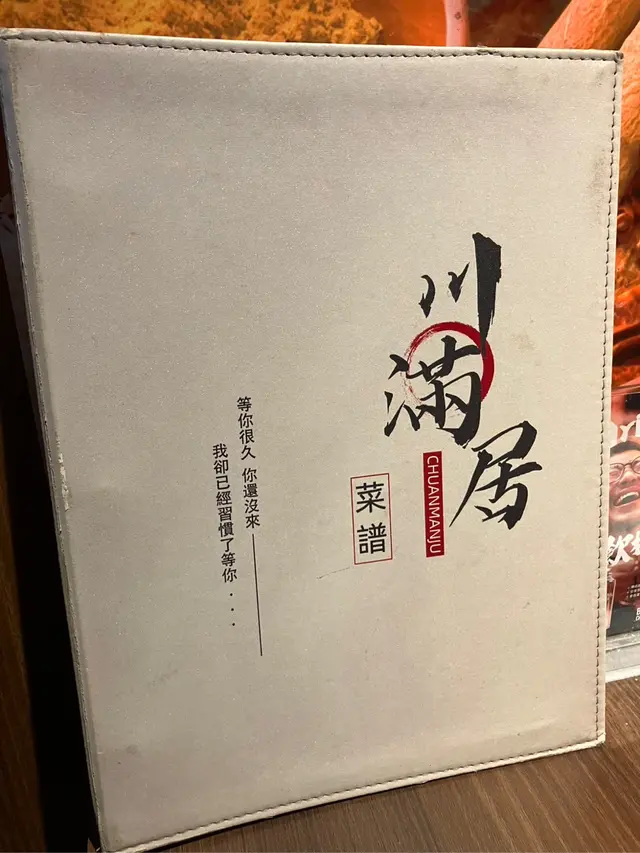 川滿居
CHUANMANJU
菜譜
等你很久 你還沒來
我卻已經習慣了等你...
飲